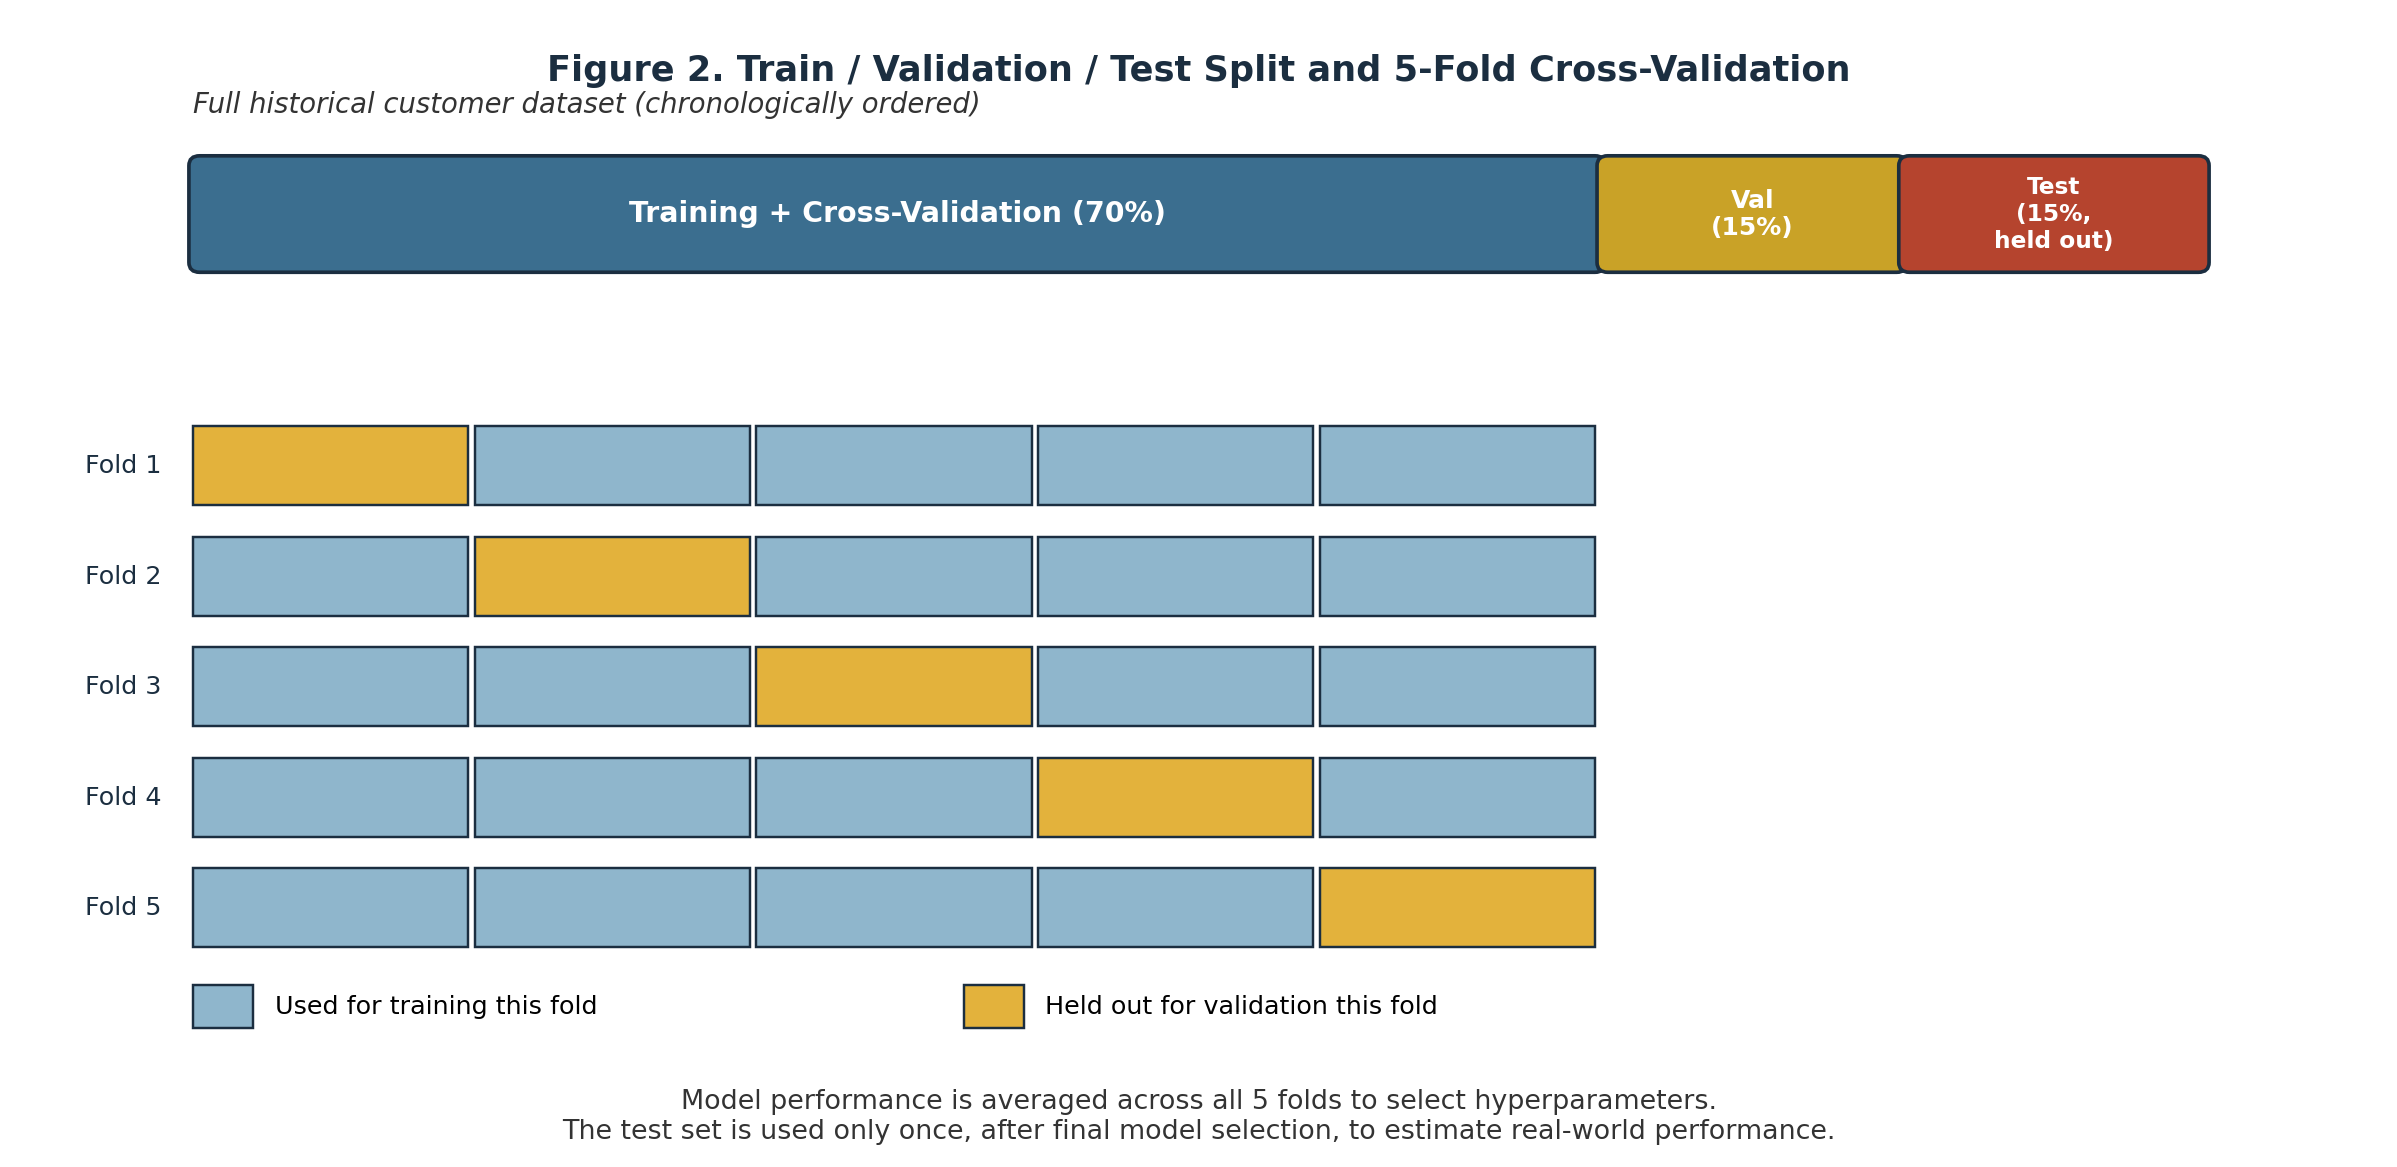 Figure 2. Train / Validation / Test Split and 5-Fold Cross-Validation
Full historical customer dataset (chronologically ordered)
Training + Cross-Validation (70%)
Val
(15%)
Test
(15%,
held out)
Fold 1
Fold 2
Fold 3
Fold 4
Fold 5
Used for training this fold
Held out for validation this fold
Model performance is averaged across all 5 folds to select hyperparameters.
The test set is used only once, after final model selection, to estimate real-world performance.